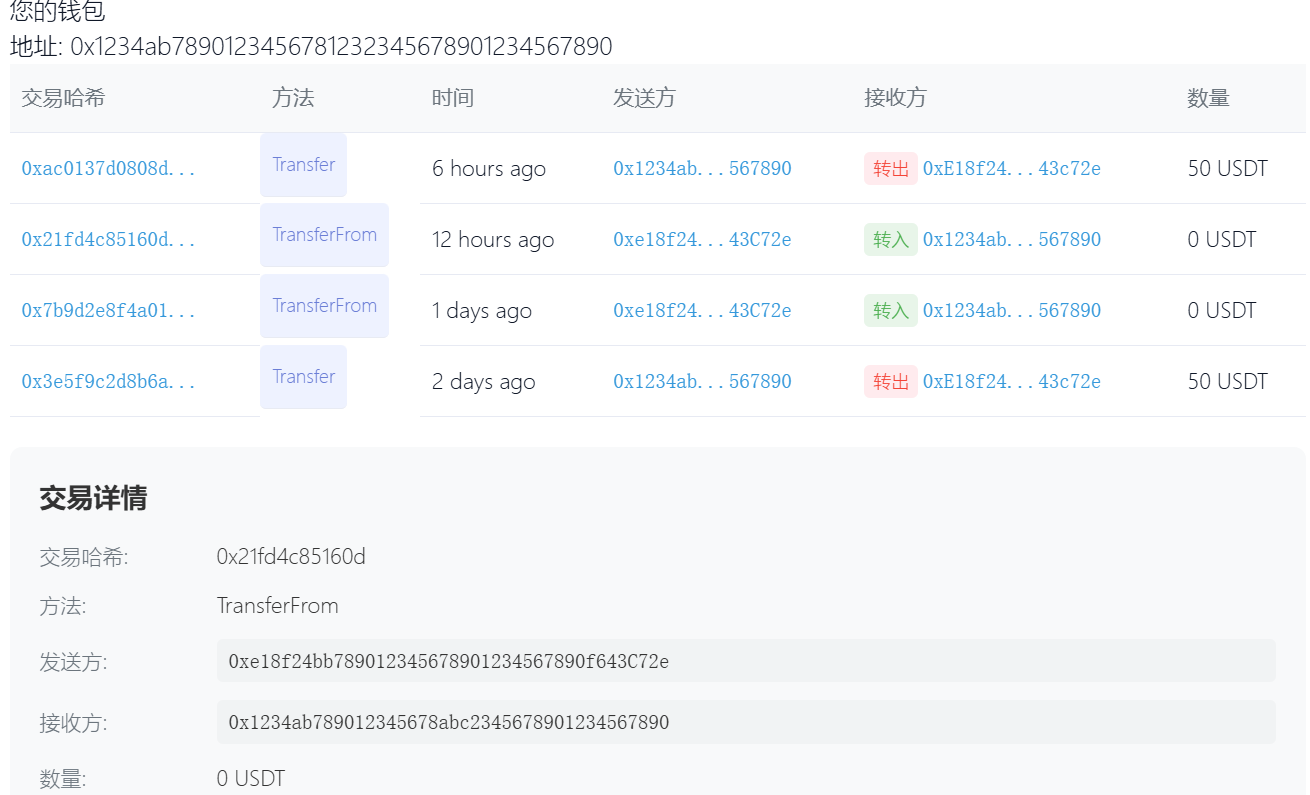 您的钱包
地址: 0x1234ab7890123456781232345678901234567890
交易哈希 方法 时间 发送方 接收方 数量
0xac0137d0808d... Transfer 6 hours ago 0x1234ab...567890 转出 0xE18f24...43c72e 50 USDT
0x21fd4c85160d... TransferFrom 12 hours ago 0xe18f24...43C72e 转入 0x1234ab...567890 0 USDT
0x7b9d2e8f4a01... TransferFrom 1 days ago 0xe18f24...43C72e 转入 0x1234ab...567890 0 USDT
0x3e5f9c2d8b6a... Transfer 2 days ago 0x1234ab...567890 转出 0xE18f24...43c72e 50 USDT
交易详情
交易哈希: 0x21fd4c85160d
方法: TransferFrom
发送方: 0xe18f24bb789012345678901234567890f643C72e
接收方: 0x1234ab789012345678abc2345678901234567890
数量: 0 USDT